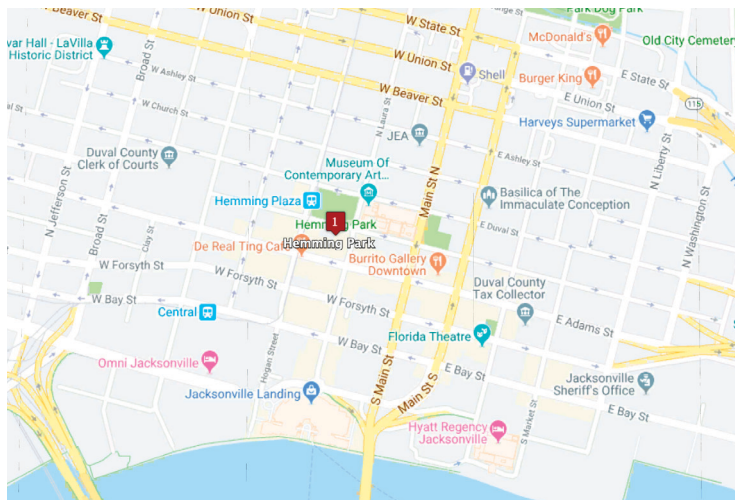 Park Dog Park
W State St
W Union St
McDonald's
Old City Cemetery
var Hall - LaVilla
Historic District
Broad St
W Union St
Shell
Burger King
E State St
W Ashley St
W Beaver St
E Union St
115
W Church St
N Laura St
JEA
Harveys Supermarket
E Ashley St
N Liberty St
Duval County
Clerk of Courts
Museum Of
Contemporary Art...
Main St N
Basilica of The
Immaculate Conception
N Washington St
N Jefferson St
Hemming Plaza
Hemming Park
1
Hemming Park
E Duval St
Broad St
Clay St
De Real Ting Caf
Burrito Gallery
Downtown
W Forsyth St
W Forsyth St
Duval County
Tax Collector
W Bay St
Central
W Forsyth St
E Adams St
Florida Theatre
Omni Jacksonville
Hogan Street
W Bay St
E Bay St
Jacksonville
Sheriff's Office
Jacksonville Landing
S Main St
Main St S
S Market St
E Bay St
Hyatt Regency
Jacksonville